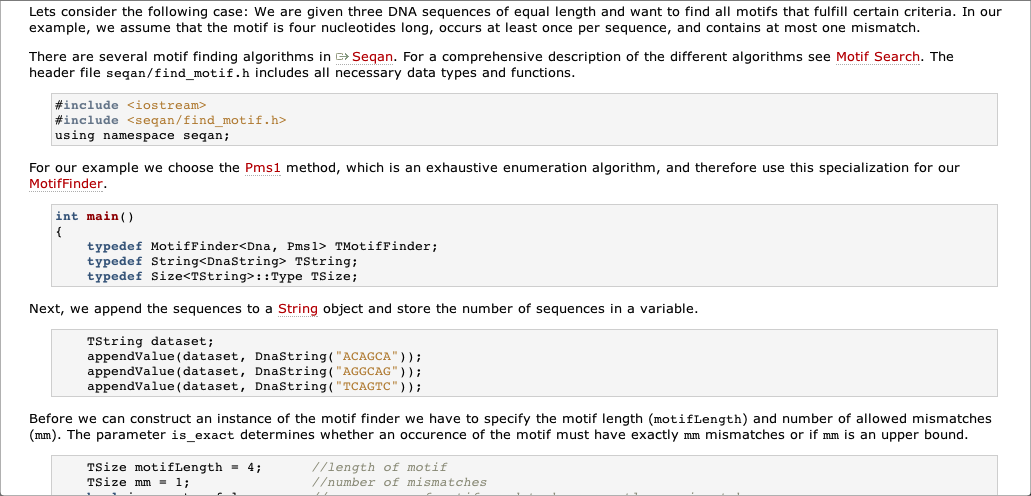 Lets consider the following case: We are given three DNA sequences of equal length and want to find all motifs that fulfill certain criteria. In our
example, we assume that the motif is four nucleotides long, occurs at least once per sequence, and contains at most one mismatch.
There are several motif finding algorithms in Seqan. For a comprehensive description of the different algorithms see Motif Search. The
header file seqan/find_motif.h includes all necessary data types and functions.
#include <iostream>
#include <seqan/find_motif.h>
using namespace seqan;
For our example we choose the Pms1 method, which is an exhaustive enumeration algorithm, and therefore use this specialization for our
MotifFinder.
int main()
{
    typedef MotifFinder<Dna, Pms1> TMotifFinder;
    typedef String<DnaString> TString;
    typedef Size<TString>::Type TSize;
Next, we append the sequences to a String object and store the number of sequences in a variable.
    TString dataset;
    appendValue(dataset, DnaString("ACAGCA"));
    appendValue(dataset, DnaString("AGGCAG"));
    appendValue(dataset, DnaString("TCAGTC"));
Before we can construct an instance of the motif finder we have to specify the motif length (motifLength) and number of allowed mismatches
(mm). The parameter is_exact determines whether an occurence of the motif must have exactly mm mismatches or if mm is an upper bound.
    TSize motifLength = 4;      //length of motif
    TSize mm = 1;               //number of mismatches